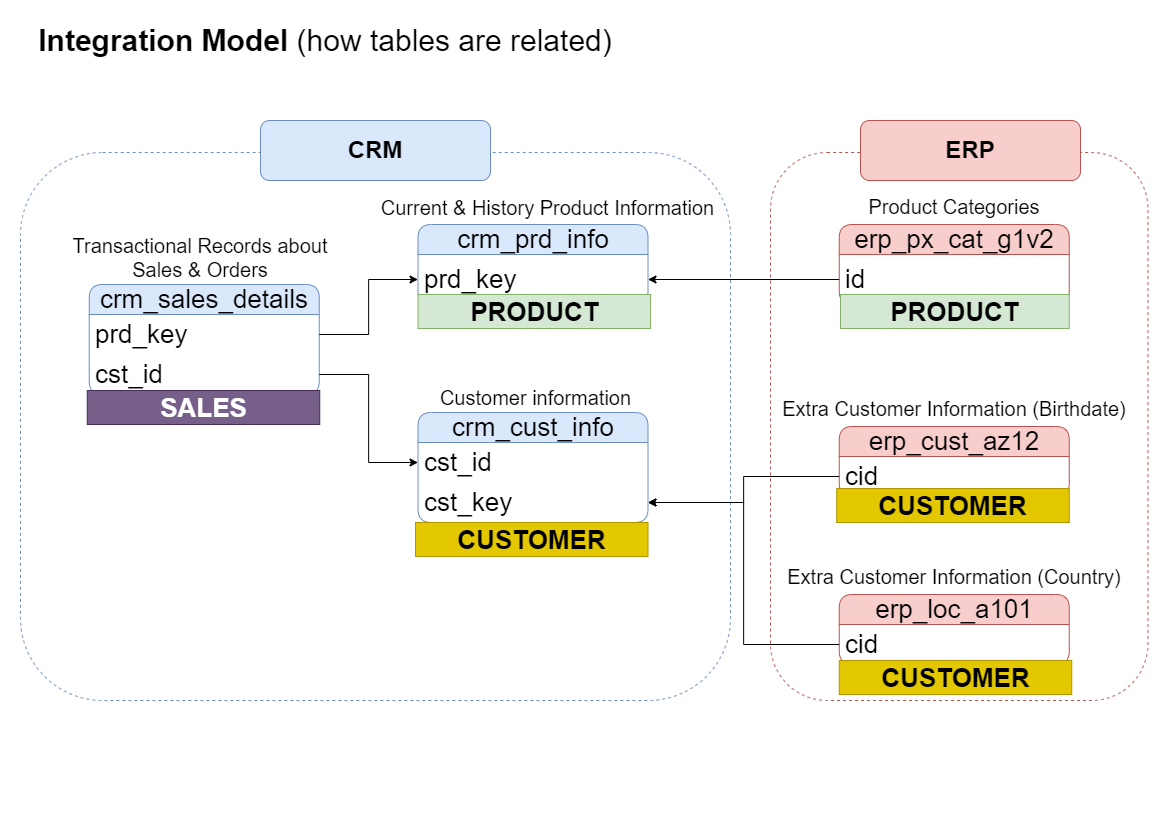 Integration Model (how tables are related)
CRM
Transactional Records about
Sales & Orders
crm_sales_details
prd_key
cst_id
SALES
Current & History Product Information
crm_prd_info
prd_key
PRODUCT
Customer information
crm_cust_info
cst_id
cst_key
CUSTOMER
ERP
Product Categories
erp_px_cat_g1v2
id
PRODUCT
Extra Customer Information (Birthdate)
erp_cust_az12
cid
CUSTOMER
Extra Customer Information (Country)
erp_loc_a101
cid
CUSTOMER